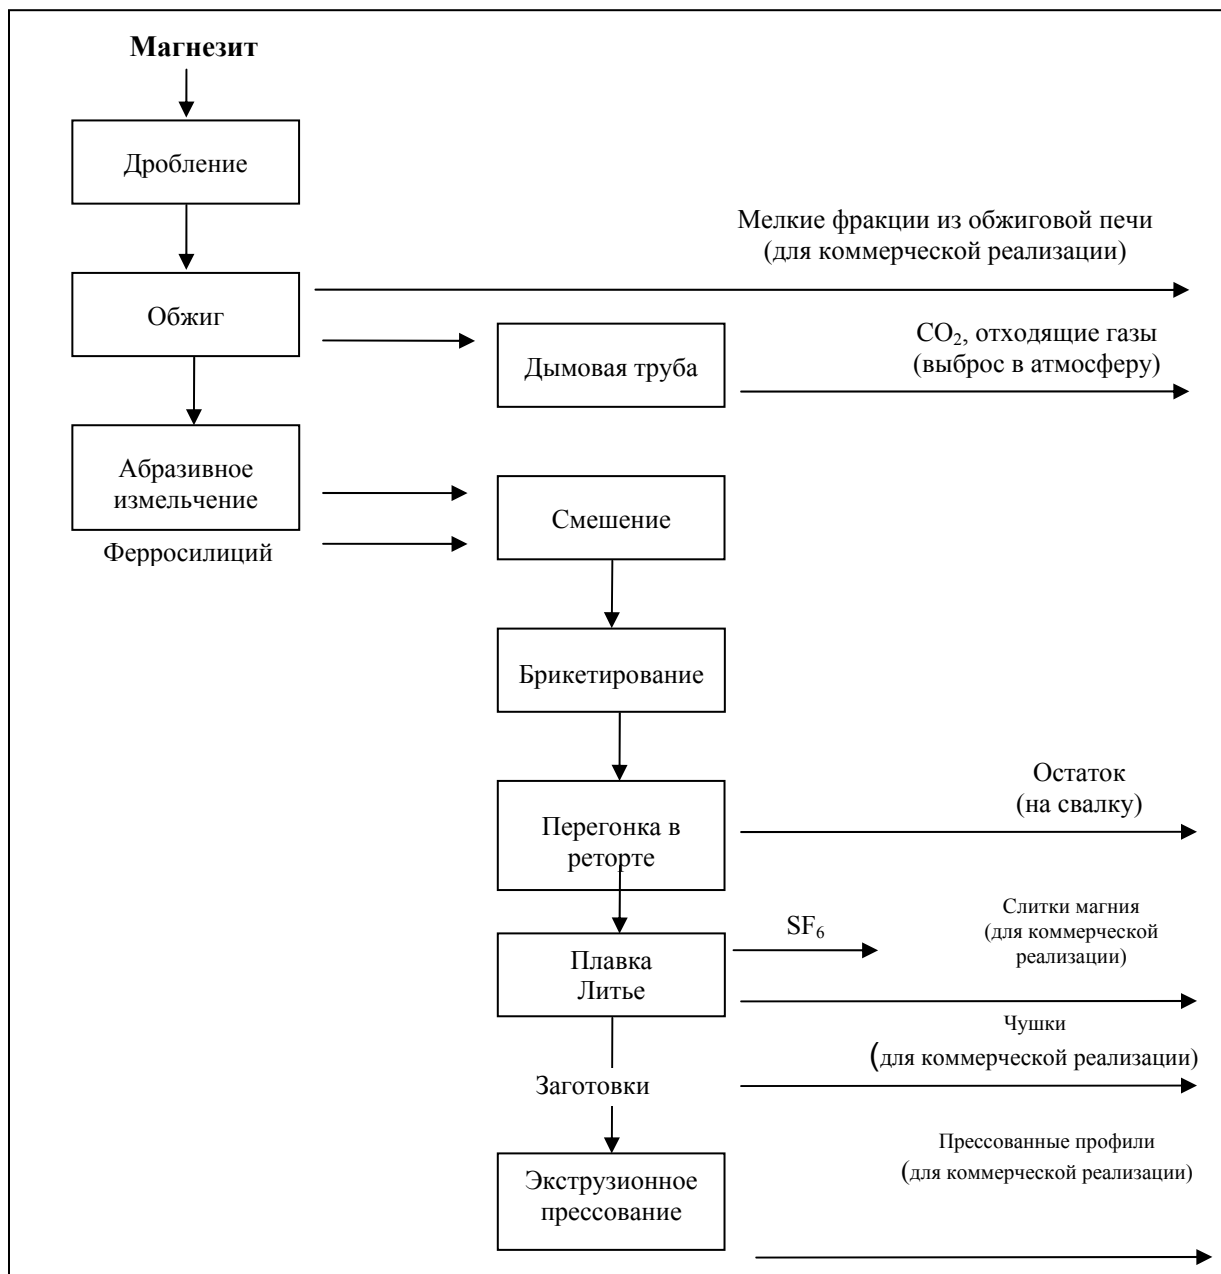 Магнезит
Дробление
Мелкие фракции из обжиговой печи
(для коммерческой реализации)
Обжиг
CO₂, отходящие газы
(выброс в атмосферу)
Дымовая труба
Абразивное
измельчение
Смешение
Ферросилиций
Брикетирование
Остаток
(на свалку)
Перегонка в
реторте
SF₆
Слитки магния
(для коммерческой
реализации)
Плавка
Литье
Чушки
(для коммерческой реализации)
Заготовки
Прессованные профили
(для коммерческой реализации)
Экструзионное
прессование